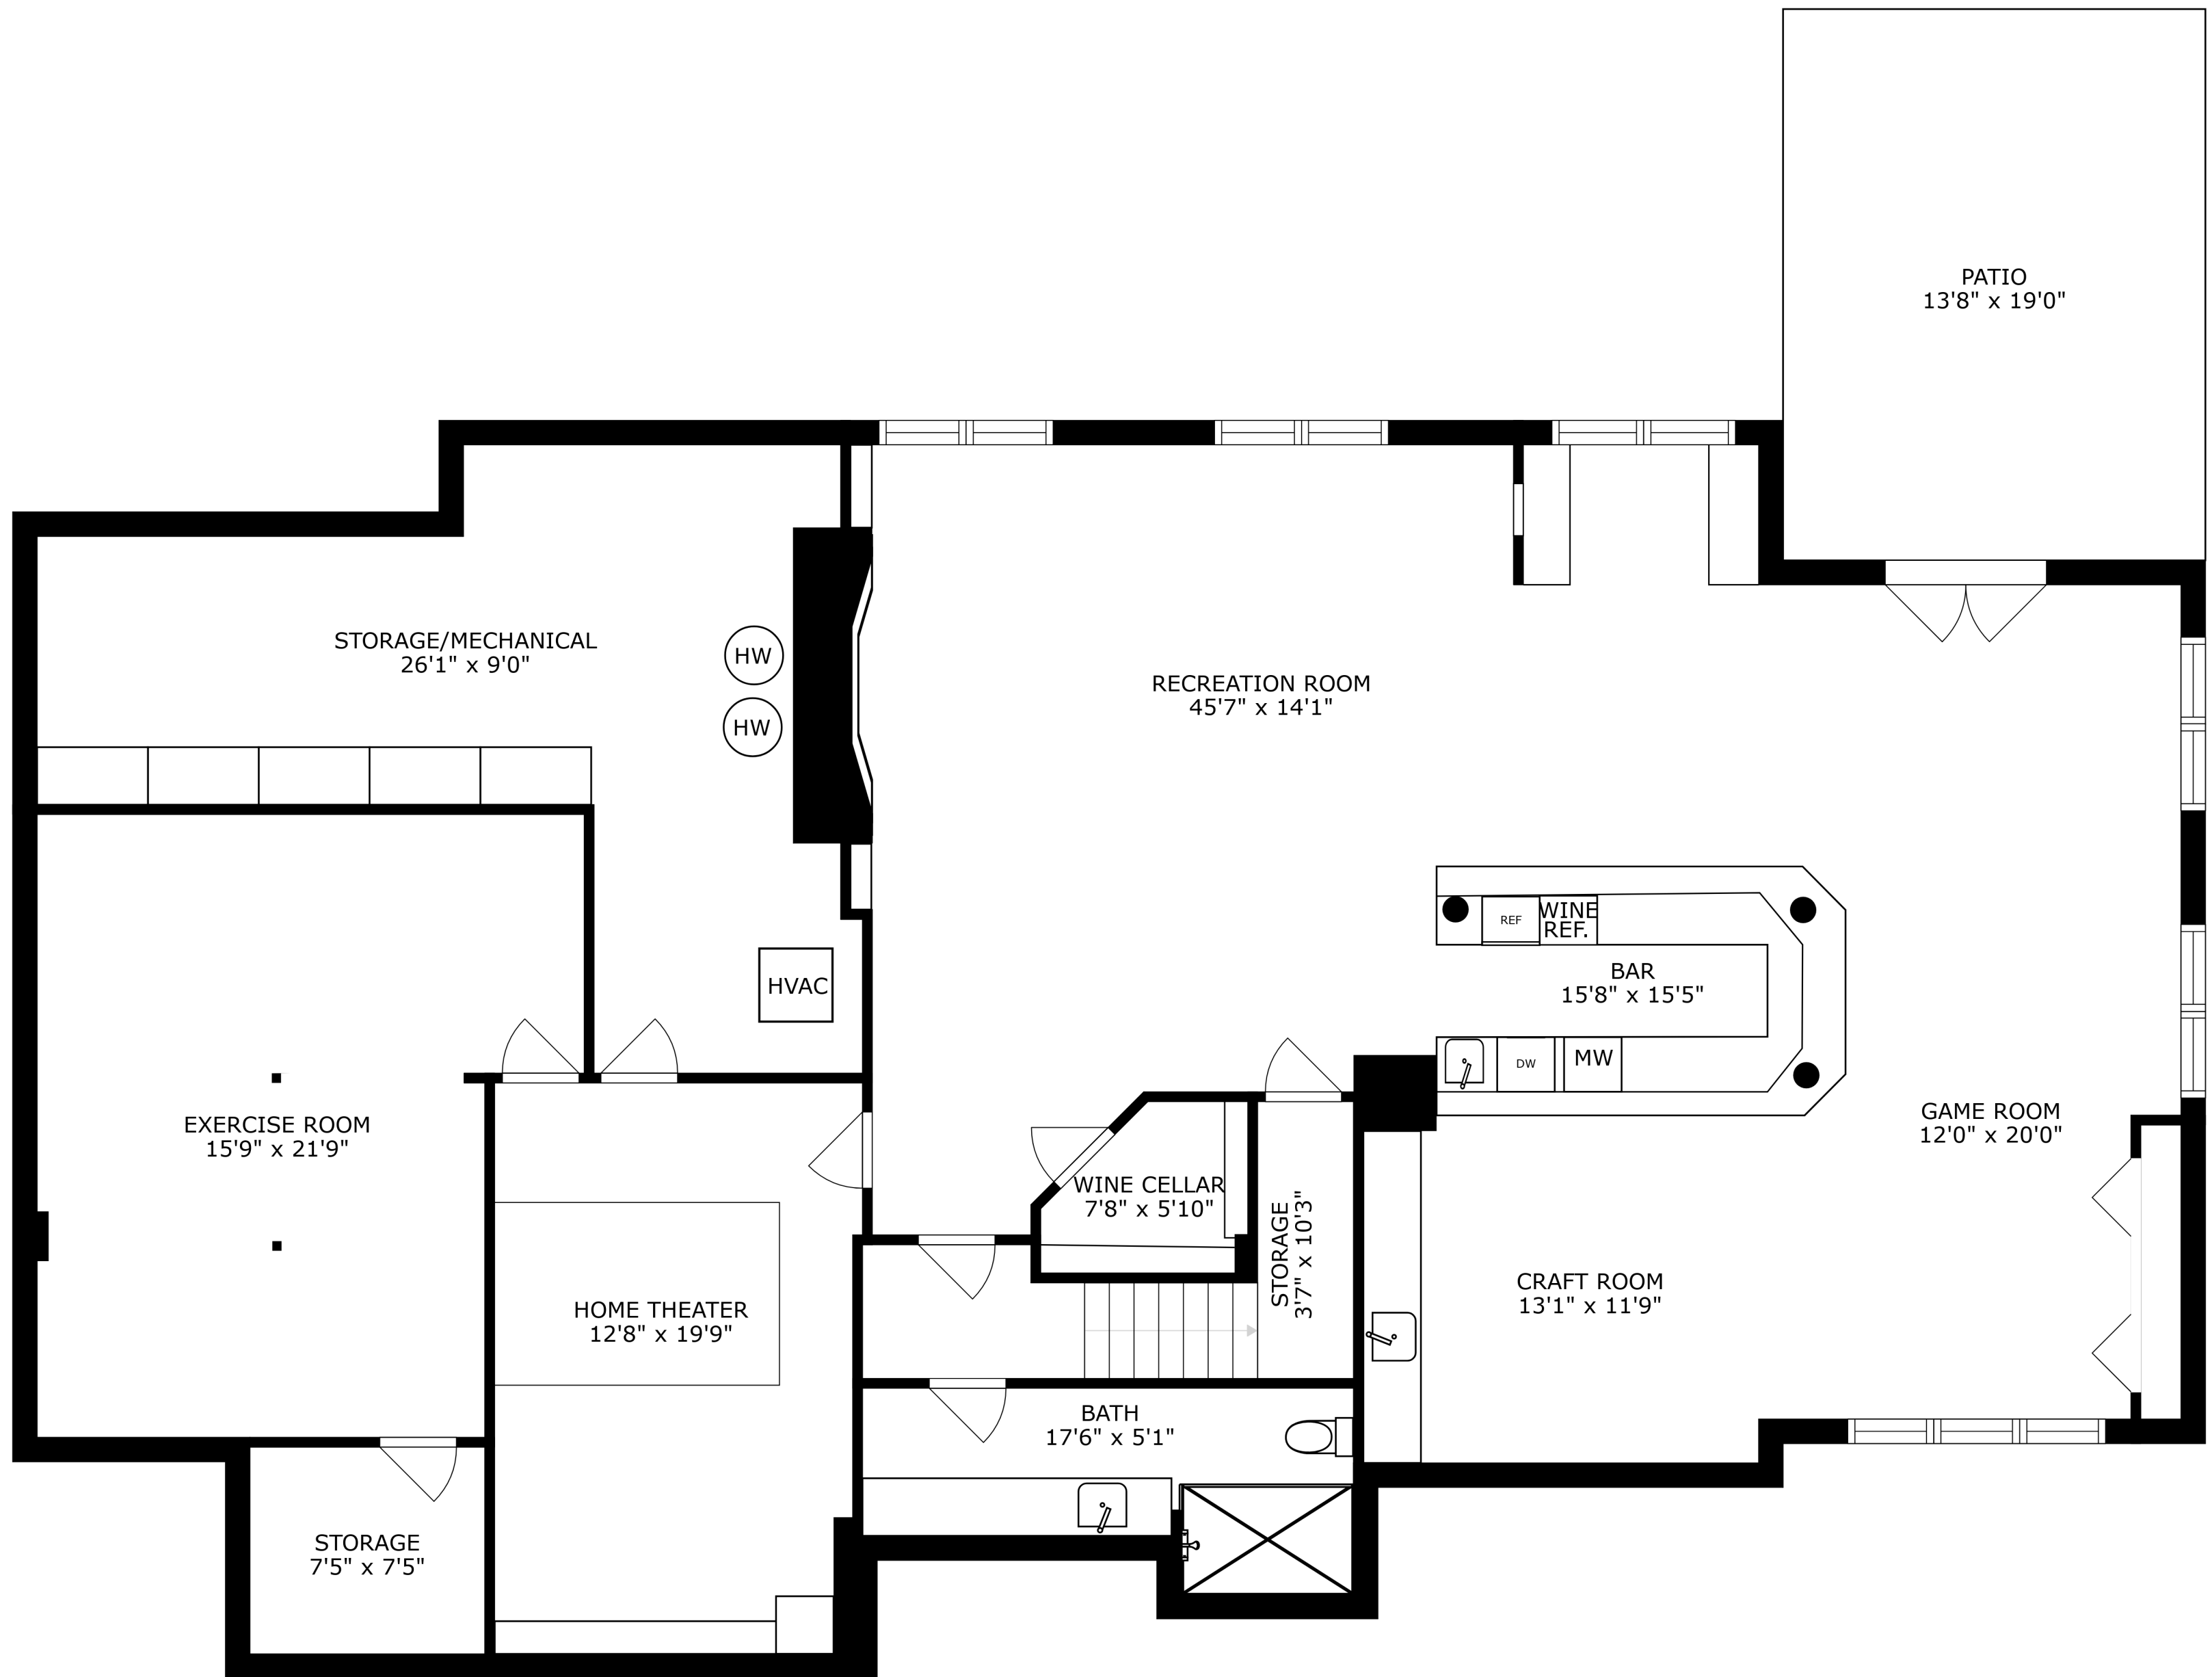 PATIO
13'8" x 19'0"
STORAGE/MECHANICAL
26'1" x 9'0"
HW
HW
RECREATION ROOM
45'7" x 14'1"
REF
WINE
REF.
BAR
15'8" x 15'5"
HVAC
DW
MW
EXERCISE ROOM
15'9" x 21'9"
GAME ROOM
12'0" x 20'0"
WINE CELLAR
7'8" x 5'10"
STORAGE
3'7" x 10'3"
HOME THEATER
12'8" x 19'9"
CRAFT ROOM
13'1" x 11'9"
BATH
17'6" x 5'1"
STORAGE
7'5" x 7'5"